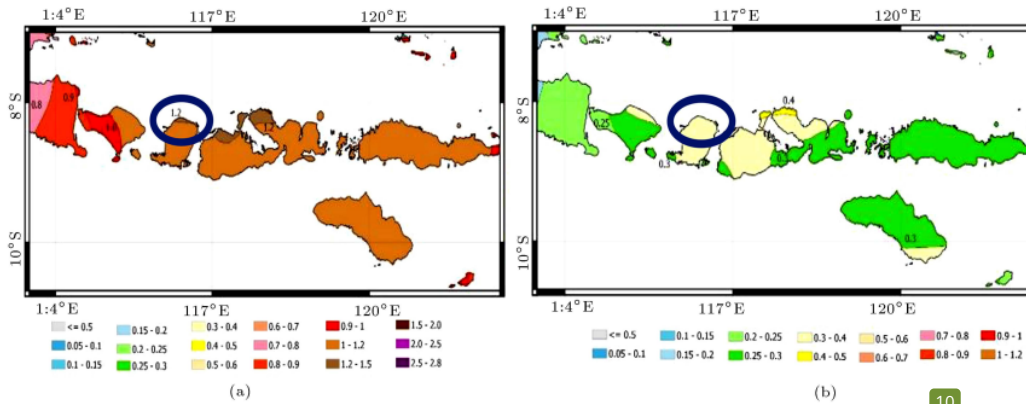 1:4°E 117°E 120°E
8°S
10°S
0.8
0.9
1.0
1.2
1.2
1:4°E 117°E 120°E
<= 0.5 0.15 - 0.2 0.3 - 0.4 0.6 - 0.7 0.9 - 1 1.5 - 2.0
0.05 - 0.1 0.2 - 0.25 0.4 - 0.5 0.7 - 0.8 1 - 1.2 2.0 - 2.5
0.1 - 0.15 0.25 - 0.3 0.5 - 0.6 0.8 - 0.9 1.2 - 1.5 2.5 - 2.8
(a)
1:4°E 117°E 120°E
8°S
10°S
0.4
0.25
0.3
0.3
1:4°E 117°E 120°E
<= 0.5 0.1 - 0.15 0.2 - 0.25 0.3 - 0.4 0.5 - 0.6 0.7 - 0.8 0.9 - 1
0.05 - 0.1 0.15 - 0.2 0.25 - 0.3 0.4 - 0.5 0.6 - 0.7 0.8 - 0.9 1 - 1.2
(b)
10